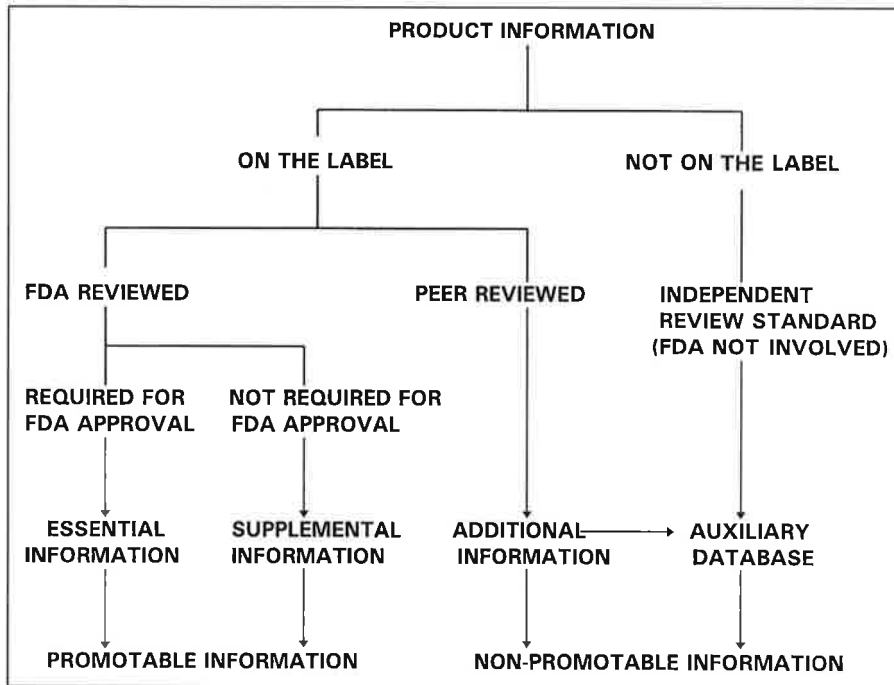 PRODUCT INFORMATION
ON THE LABEL
NOT ON THE LABEL
FDA REVIEWED
PEER REVIEWED
INDEPENDENT
REVIEW STANDARD
(FDA NOT INVOLVED)
REQUIRED FOR
FDA APPROVAL
NOT REQUIRED FOR
FDA APPROVAL
ESSENTIAL
INFORMATION
SUPPLEMENTAL
INFORMATION
ADDITIONAL
INFORMATION
AUXILIARY
DATABASE
PROMOTABLE INFORMATION
NON-PROMOTABLE INFORMATION